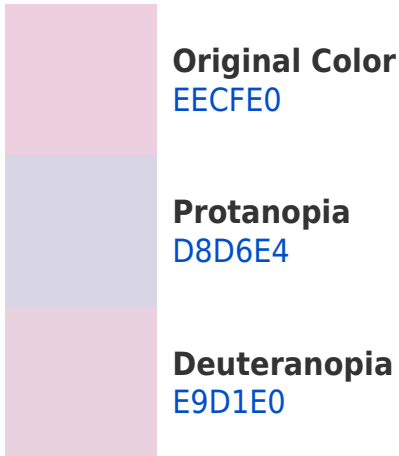 Original Color
EECFE0
Protanopia
D8D6E4
Deuteranopia
E9D1E0